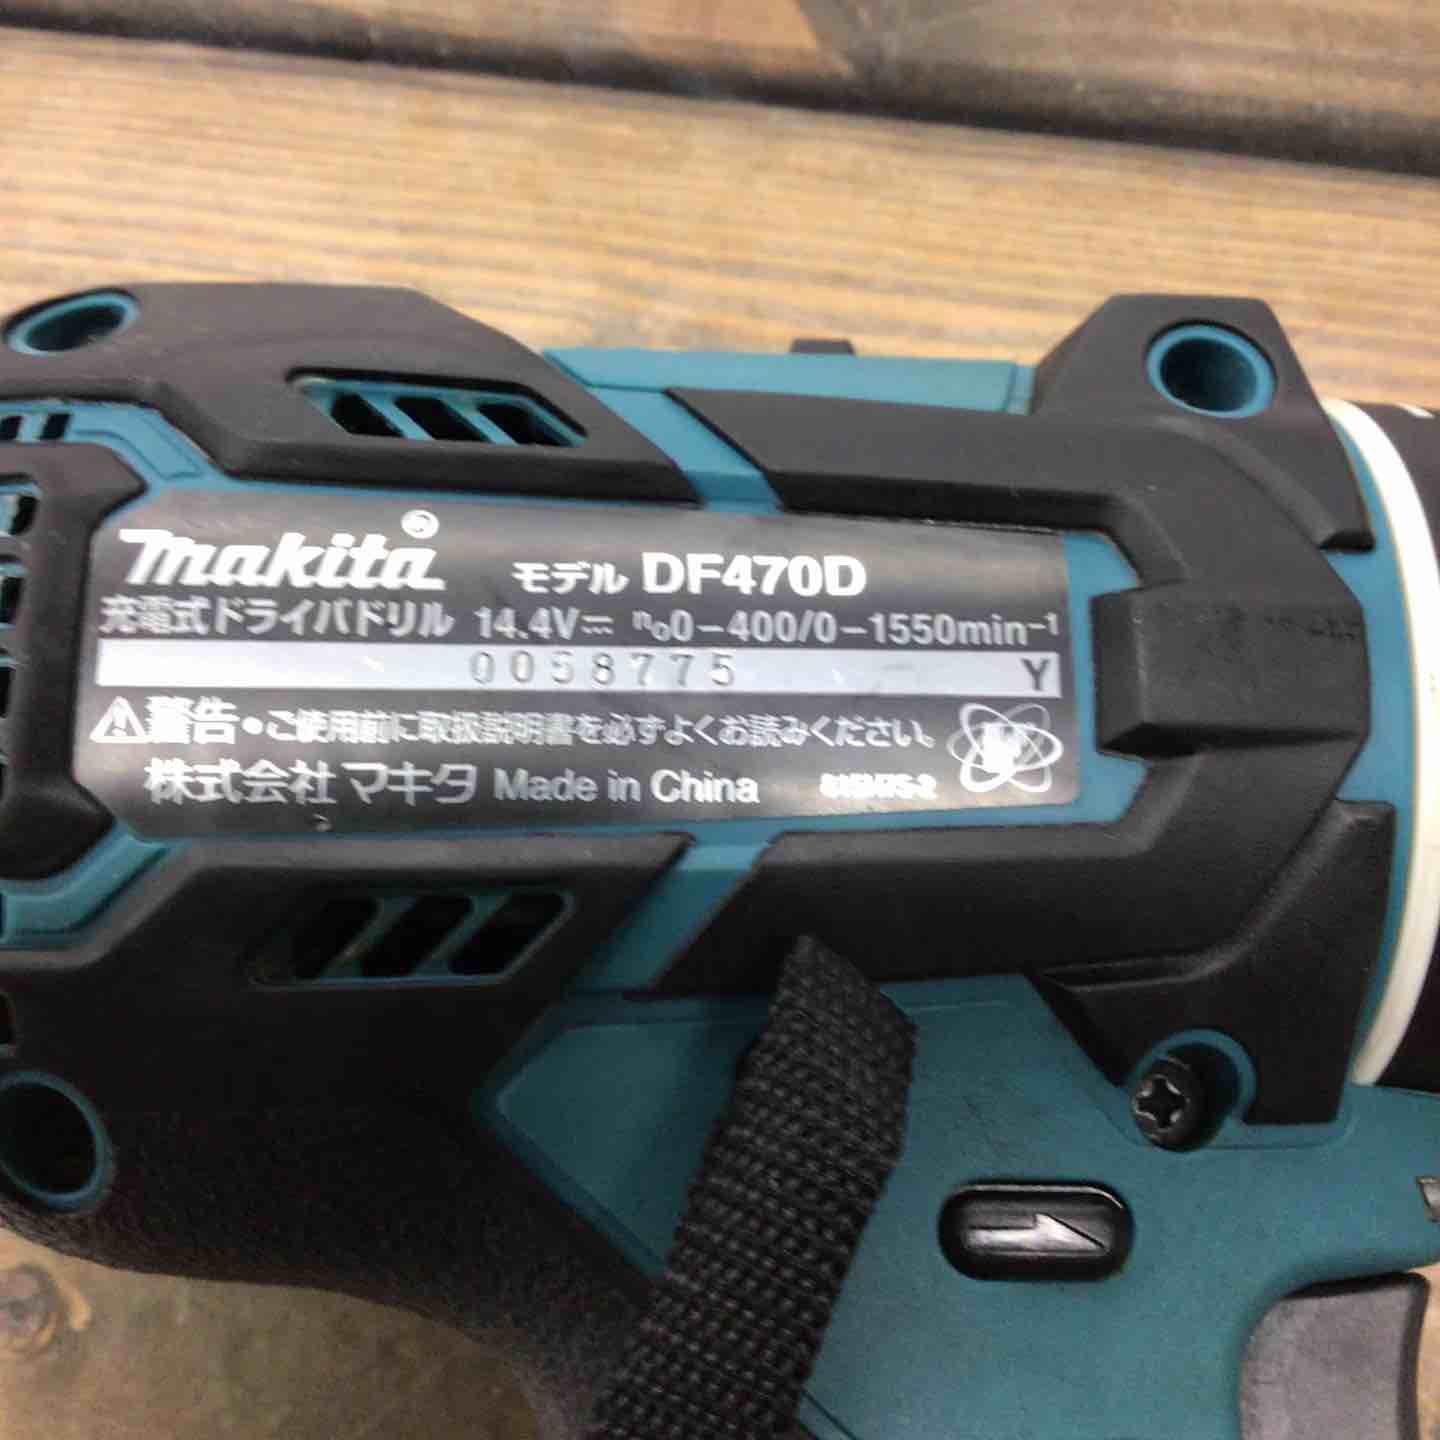 makita® モデル DF470D
充電式ドライバドリル 14.4V⎓ n₀0-400/0-1550min⁻¹
0058775 Y
⚠警告・ご使用前に取扱説明書を必ずよくお読みください。
株式会社マキタ Made in China